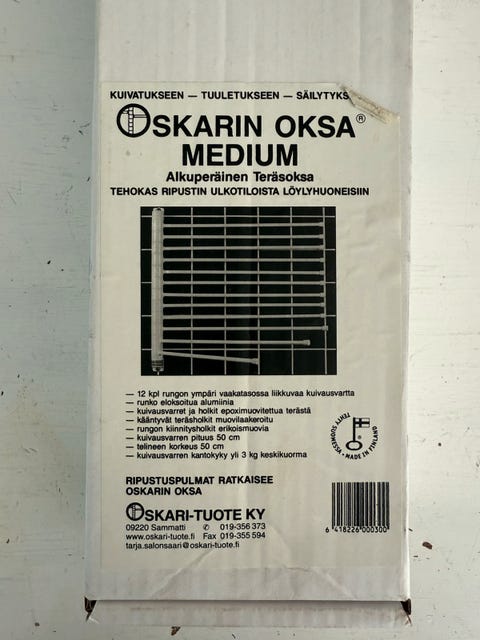 KUIVATUKSEEN — TUULETUKSEEN — SÄILYTYKS
OSKARIN OKSA®
MEDIUM
Alkuperäinen Teräsoksa
TEHOKAS RIPUSTIN ULKOTILOISTA LÖYLYHUONEISIIN
— 12 kpl rungon ympäri vaakatasossa liikkuvaa kuivausvartta
— runko eloksoitua alumiinia
— kuivausvarret ja holkit epoximuovitettua terästä
— kääntyvät teräsholkit muovilaakeroitu
— rungon kiinnitysholkit erikoismuovia
— kuivausvarren pituus 50 cm
— telineen korkeus 50 cm
— kuivausvarren kantokyky yli 3 kg keskikuorma
TEHTY SUOMESSA • MADE IN FINLAND
RIPUSTUSPULMAT RATKAISEE
OSKARIN OKSA
OSKARI-TUOTE KY
09220 Sammatti ✆ 019-356 373
www.oskari-tuote.fi Fax 019-355 594
tarja.salonsaari@oskari-tuote.fi
6 418226 000300